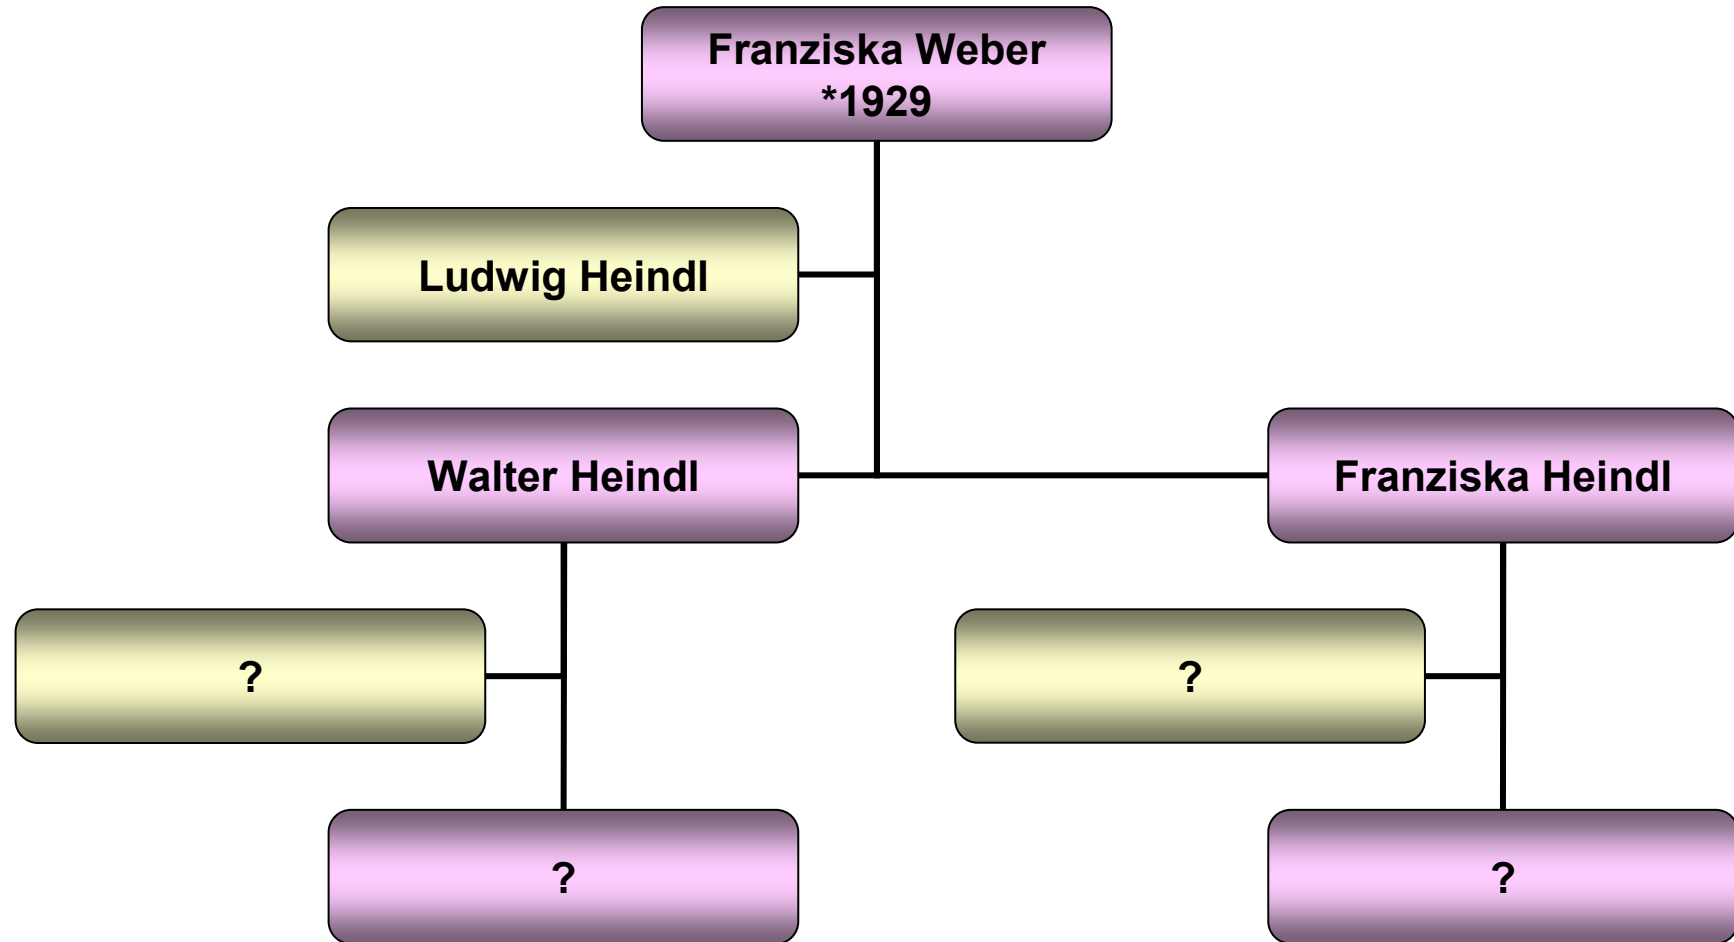 Franziska Weber
*1929
Ludwig Heindl
Walter Heindl
Franziska Heindl
?
?
?
?